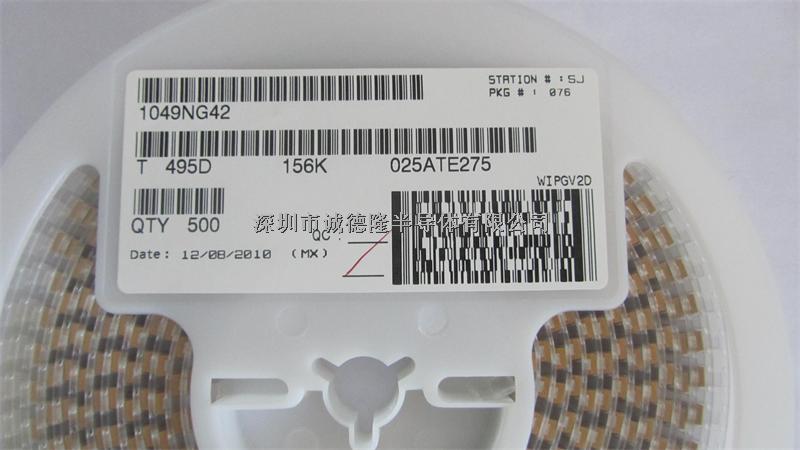 STATION # : SJ
PKG # : 076
1049NG42
T 495D 156K 025ATE275
WIPGV2D
QTY 500
深圳市诚德隆半导体有限公司
QC :
Date: 12/08/2010 (MX)